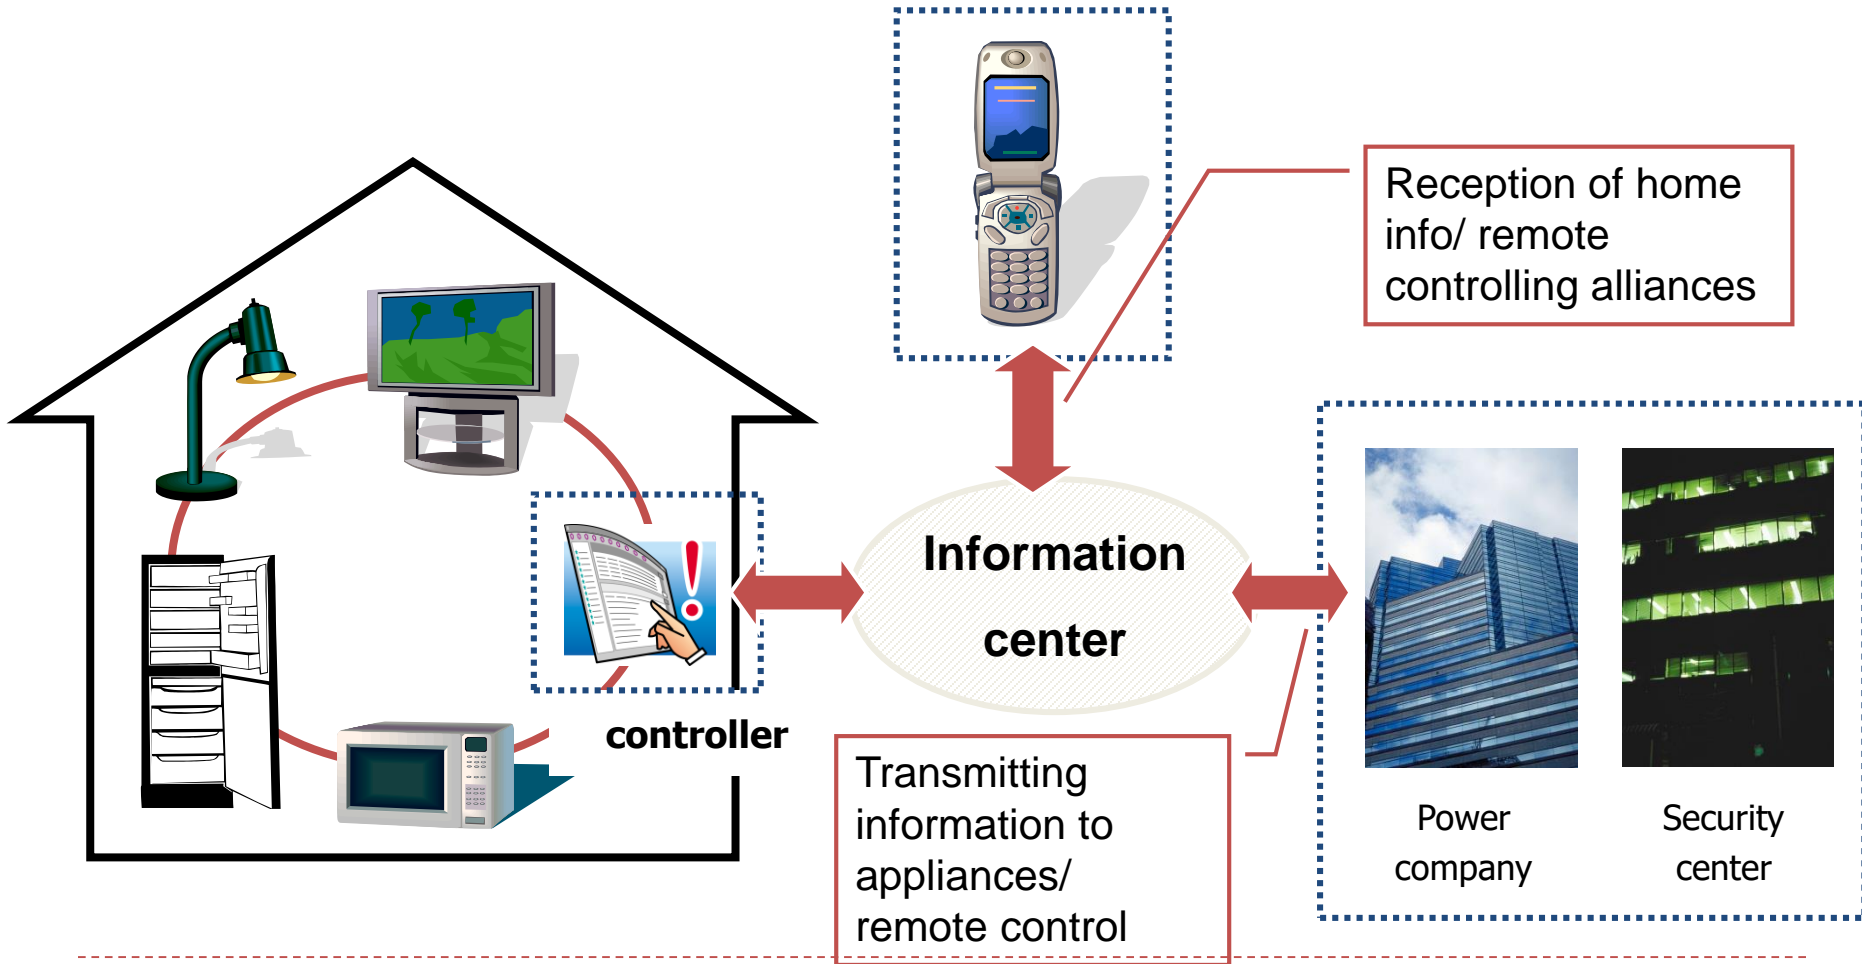 Reception of home
info/ remote
controlling alliances
Information
center
controller
Transmitting
information to
appliances/
remote control
Power
company
Security
center